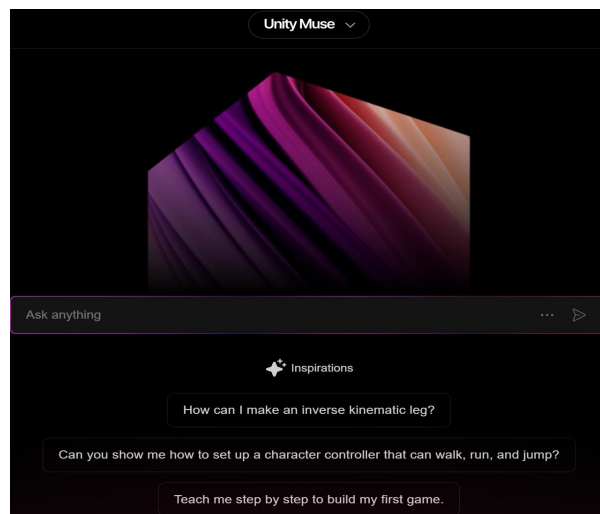 Unity Muse
Ask anything
Inspirations
How can I make an inverse kinematic leg?
Can you show me how to set up a character controller that can walk, run, and jump?
Teach me step by step to build my first game.